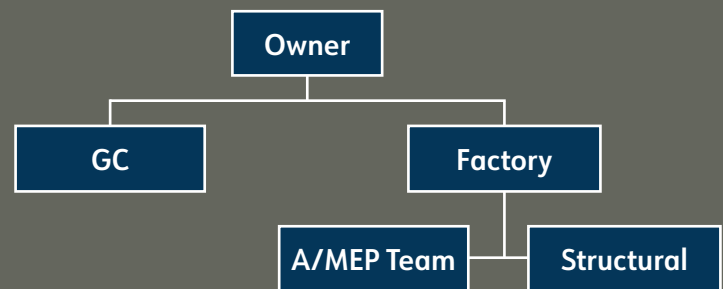 Owner
GC
Factory
A/MEP Team
Structural